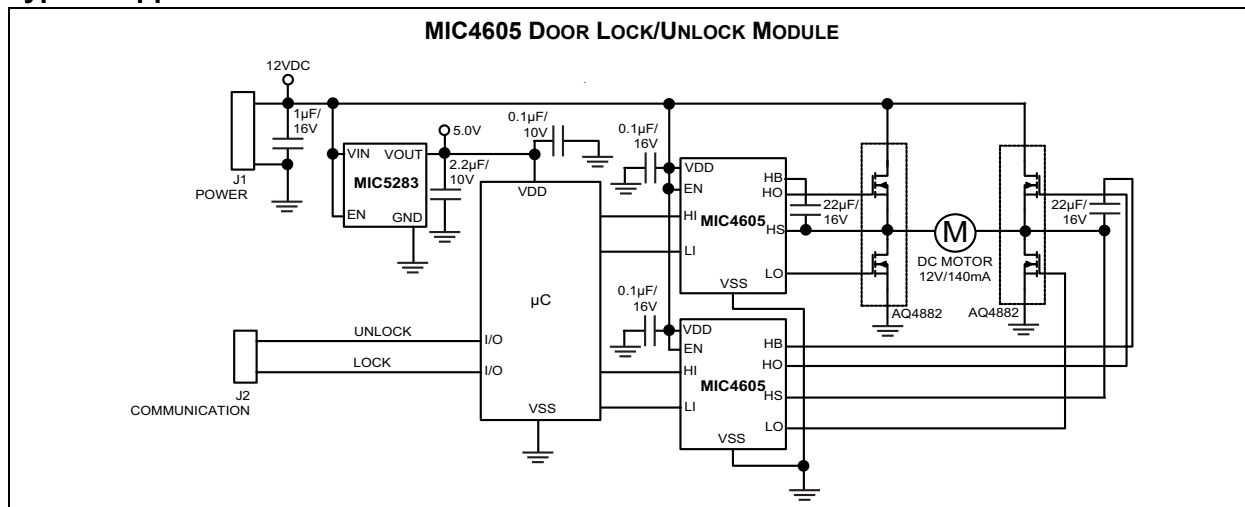 MIC4605 DOOR LOCK/UNLOCK MODULE
12VDC
1µF/
16V
J1
POWER
VIN
VOUT
MIC5283
EN
GND
5.0V
2.2µF/
10V
0.1µF/
10V
VDD
µC
I/O
I/O
VSS
UNLOCK
LOCK
J2
COMMUNICATION
0.1µF/
16V
VDD
EN
HI
LI
MIC4605
HB
HO
HS
LO
VSS
22µF/
16V
0.1µF/
16V
VDD
EN
HI
LI
MIC4605
HB
HO
HS
LO
VSS
M
DC MOTOR
12V/140mA
AQ4882
AQ4882
22µF/
16V